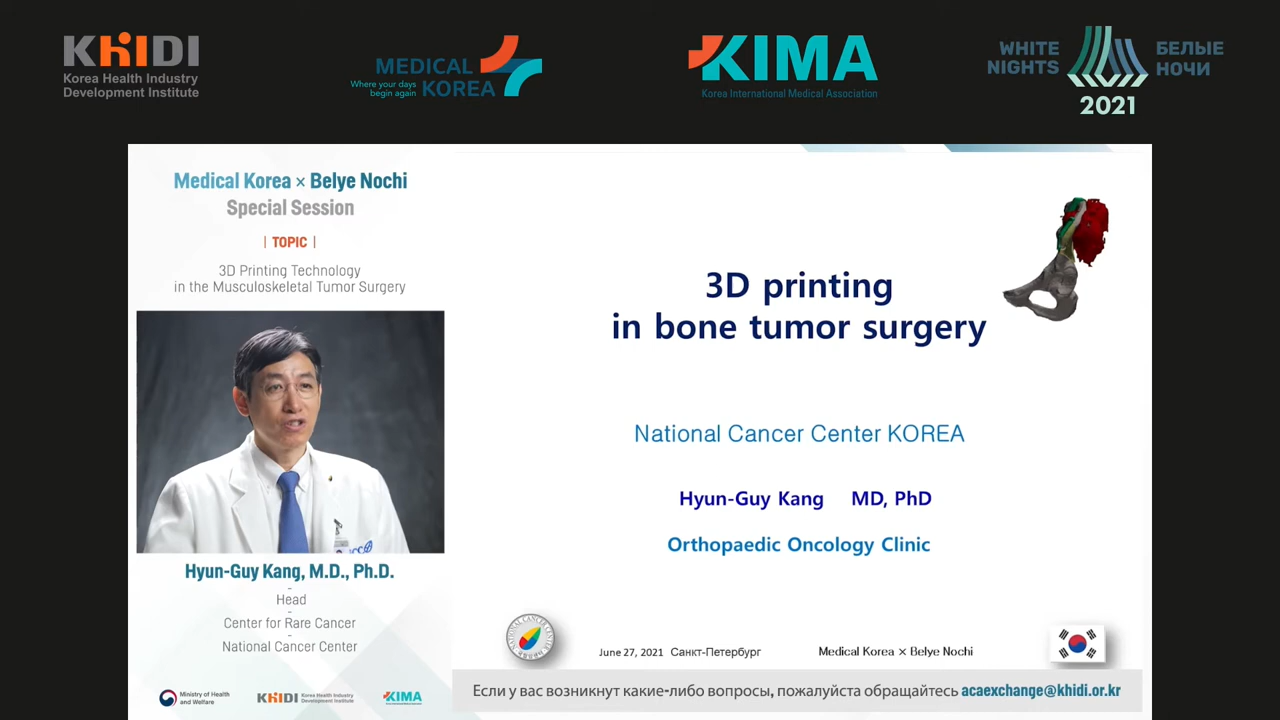 KHIDI
Korea Health Industry
Development Institute
MEDICAL
KOREA
Where your days
begin again
KIMA
Korea International Medical Association
WHITE
NIGHTS
БЕЛЫЕ
НОЧИ
2021
Medical Korea × Belye Nochi
Special Session
| TOPIC |
3D Printing Technology
in the Musculoskeletal Tumor Surgery
Hyun-Guy Kang, M.D., Ph.D.
Head
Center for Rare Cancer
National Cancer Center
Ministry of Health
and Welfare
KHIDI
Korea Health Industry
Development Institute
KIMA
3D printing
in bone tumor surgery
National Cancer Center KOREA
Hyun-Guy Kang MD, PhD
Orthopaedic Oncology Clinic
NATIONAL CANCER CENTER
June 27, 2021 Санкт-Петербург
Medical Korea × Belye Nochi
Если у вас возникнут какие-либо вопросы, пожалуйста обращайтесь acaexchange@khidi.or.kr